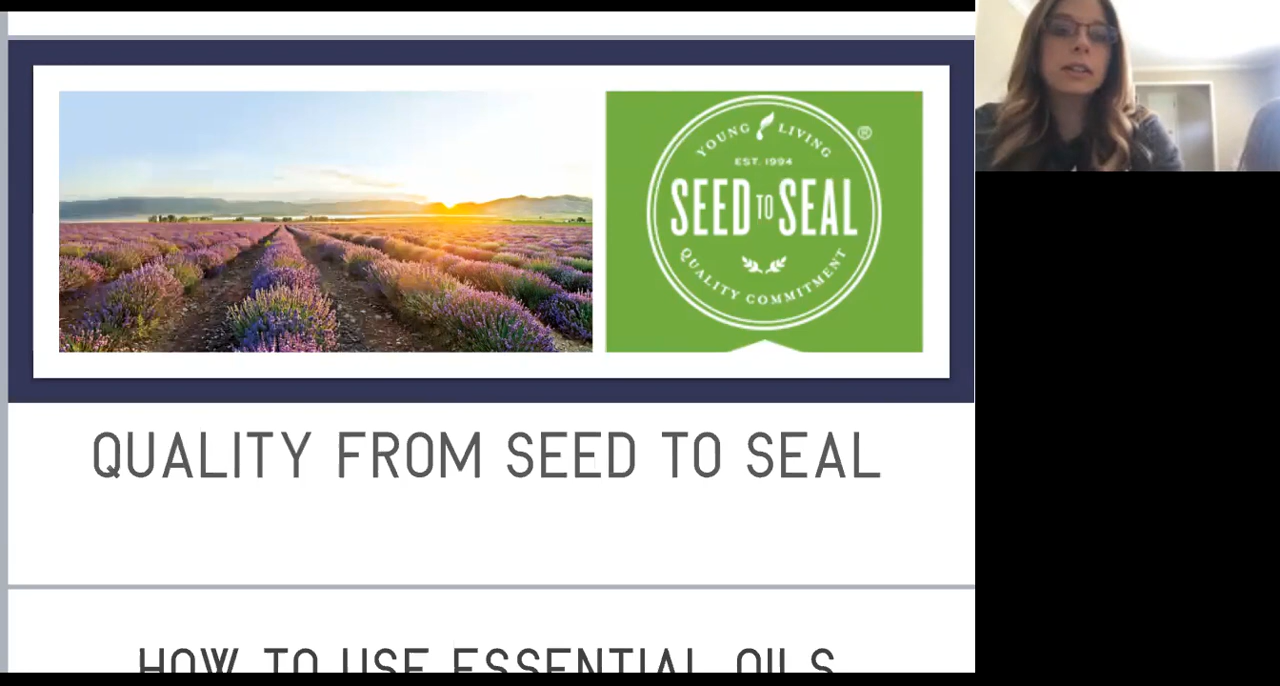 YOUNG LIVING
®
EST. 1994
SEED TO SEAL
QUALITY COMMITMENT
QUALITY FROM SEED TO SEAL
HOW TO USE ESSENTIAL OILS